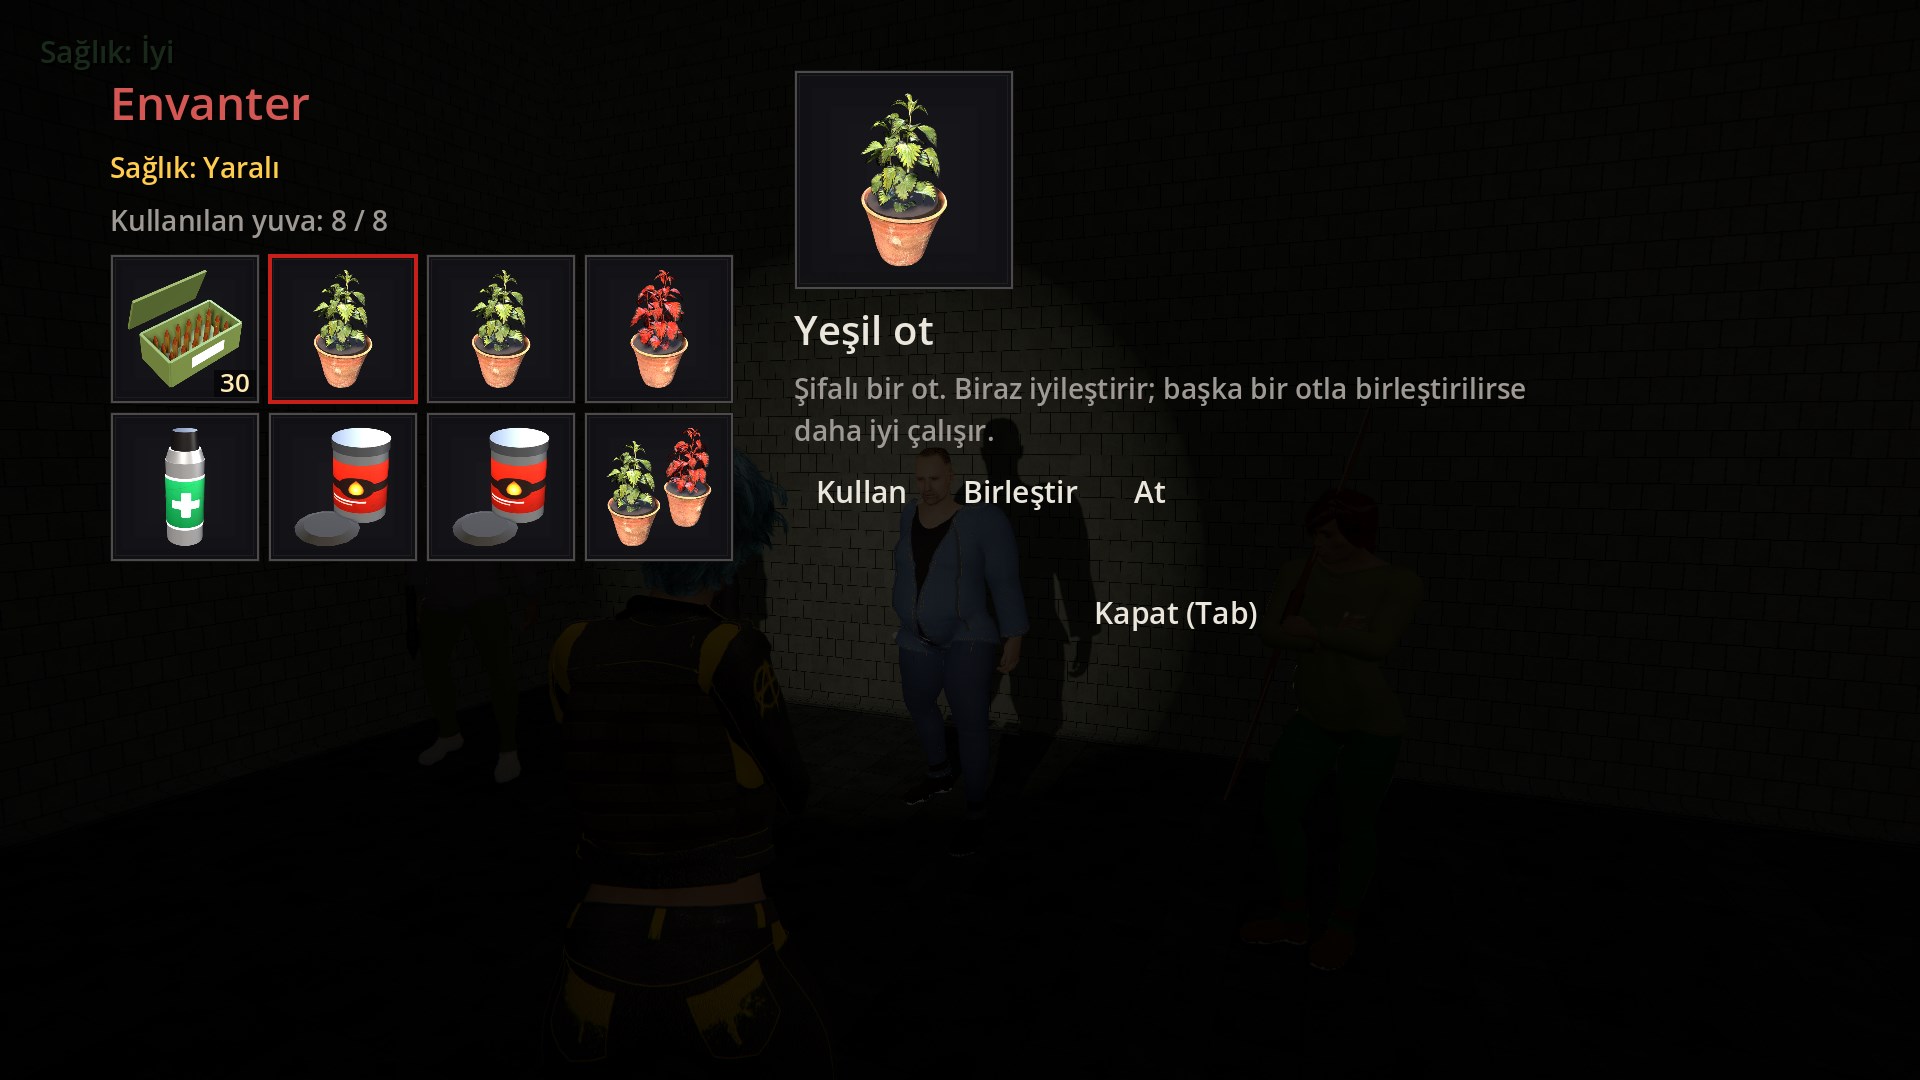 Sağlık: İyi
Envanter
Sağlık: Yaralı
Kullanılan yuva: 8 / 8
30
Yeşil ot
Şifalı bir ot. Biraz iyileştirir; başka bir otla birleştirilirse
daha iyi çalışır.
Kullan Birleştir At
Kapat (Tab)